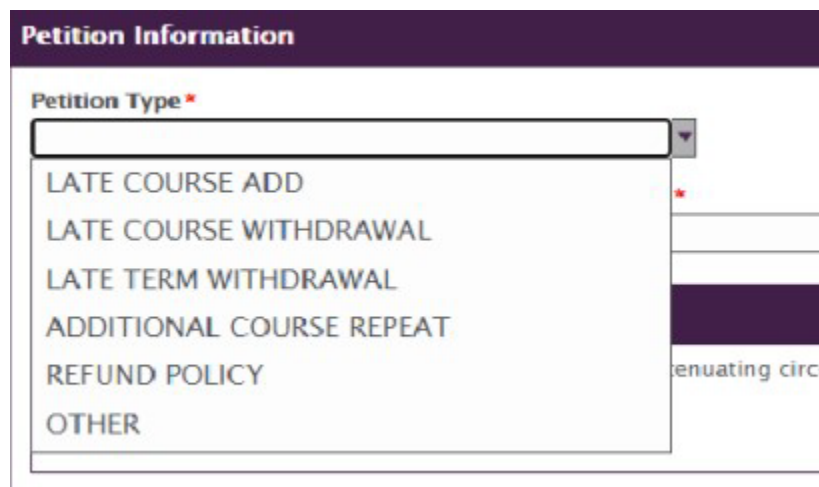 Petition Information
Petition Type*
LATE COURSE ADD
*
LATE COURSE WITHDRAWAL
LATE TERM WITHDRAWAL
ADDITIONAL COURSE REPEAT
REFUND POLICY
OTHER